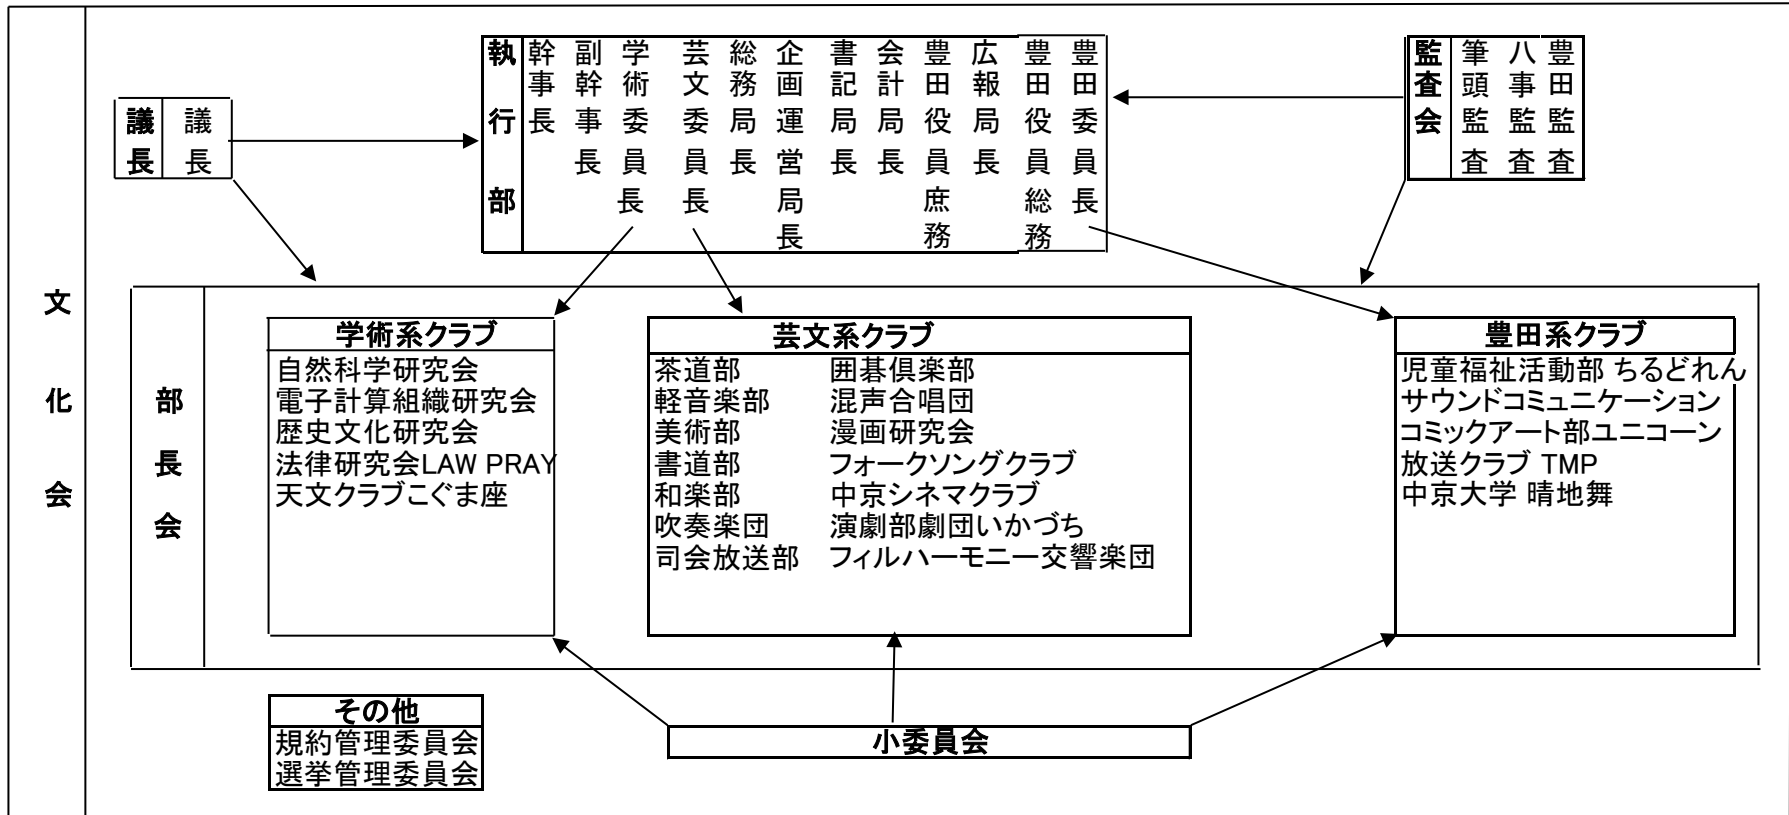 文化会
議長
議長
執行部
幹事長
副幹事長
学術委員長
芸文委員長
総務局長
企画運営局長
書記局長
会計局長
豊田役員庶務
広報局長
豊田役員総務
豊田委員長
監査会
筆頭監査
八事監査
豊田監査
部長会
学術系クラブ
自然科学研究会
電子計算組織研究会
歴史文化研究会
法律研究会LAW PRAY
天文クラブこぐま座
芸文系クラブ
茶道部 囲碁倶楽部
軽音楽部 混声合唱団
美術部 漫画研究会
書道部 フォークソングクラブ
和楽部 中京シネマクラブ
吹奏楽団 演劇部劇団いかづち
司会放送部 フィルハーモニー交響楽団
豊田系クラブ
児童福祉活動部 ちるどれん
サウンドコミュニケーション
コミックアート部ユニコーン
放送クラブ TMP
中京大学 晴地舞
その他
規約管理委員会
選挙管理委員会
小委員会